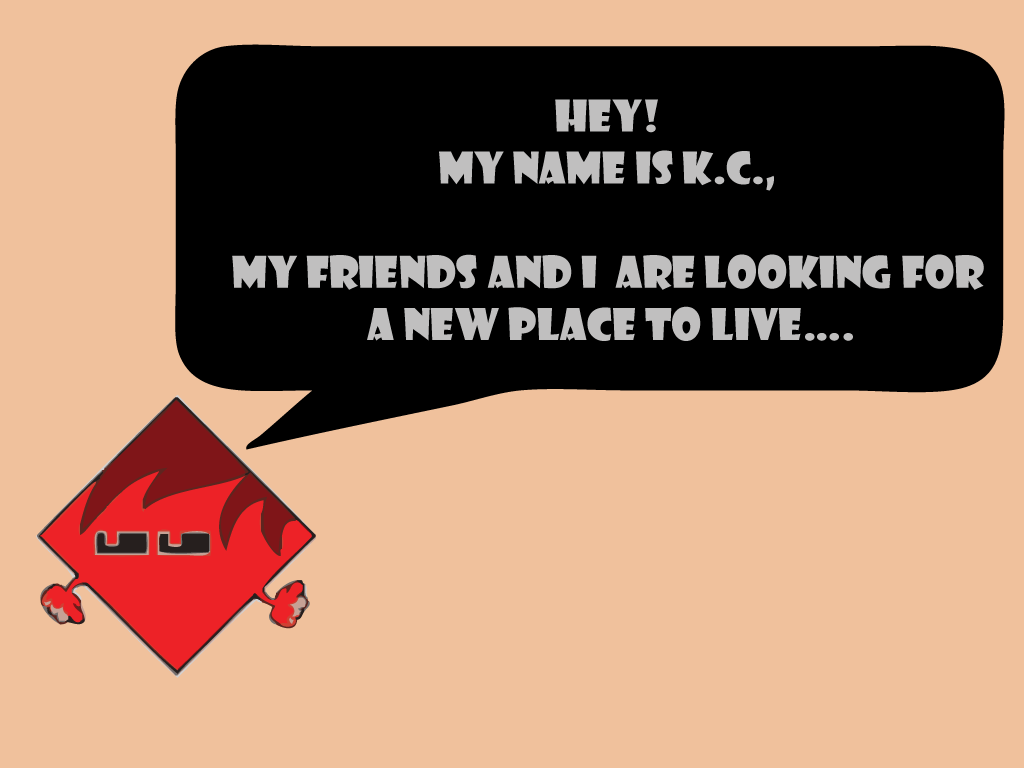 HEY!
MY NAME IS K.C.,
MY FRIENDS AND I ARE LOOKING FOR
A NEW PLACE TO LIVE....